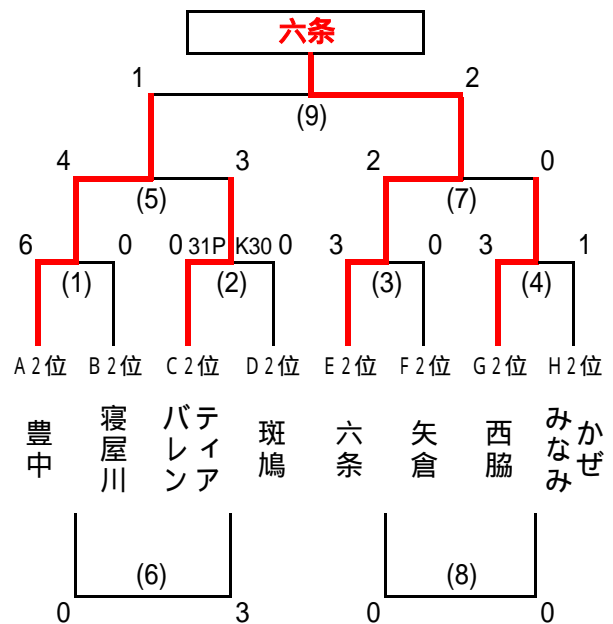 六条
1 2
(9)
4 3 2 0
(5) (7)
6 0 0 31PK30 0 3 0 3 1
(1) (2) (3) (4)
A2位 B2位 C2位 D2位 E2位 F2位 G2位 H2位
豊中
寝屋川
ティア
バレン
斑鳩
六条
矢倉
西脇
かぜ
みなみ
(6) (8)
0 3 0 0